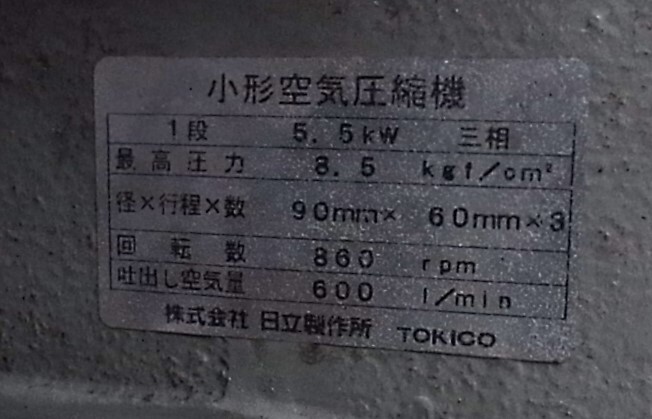 小形空気圧縮機
1段 5.5kW 三相
最高圧力 8.5 kgf/cm²
径×行程×数 90mm× 60mm×3
回転数 860 rpm
吐出し空気量 600 l/min
株式会社 日立製作所 TOKICO